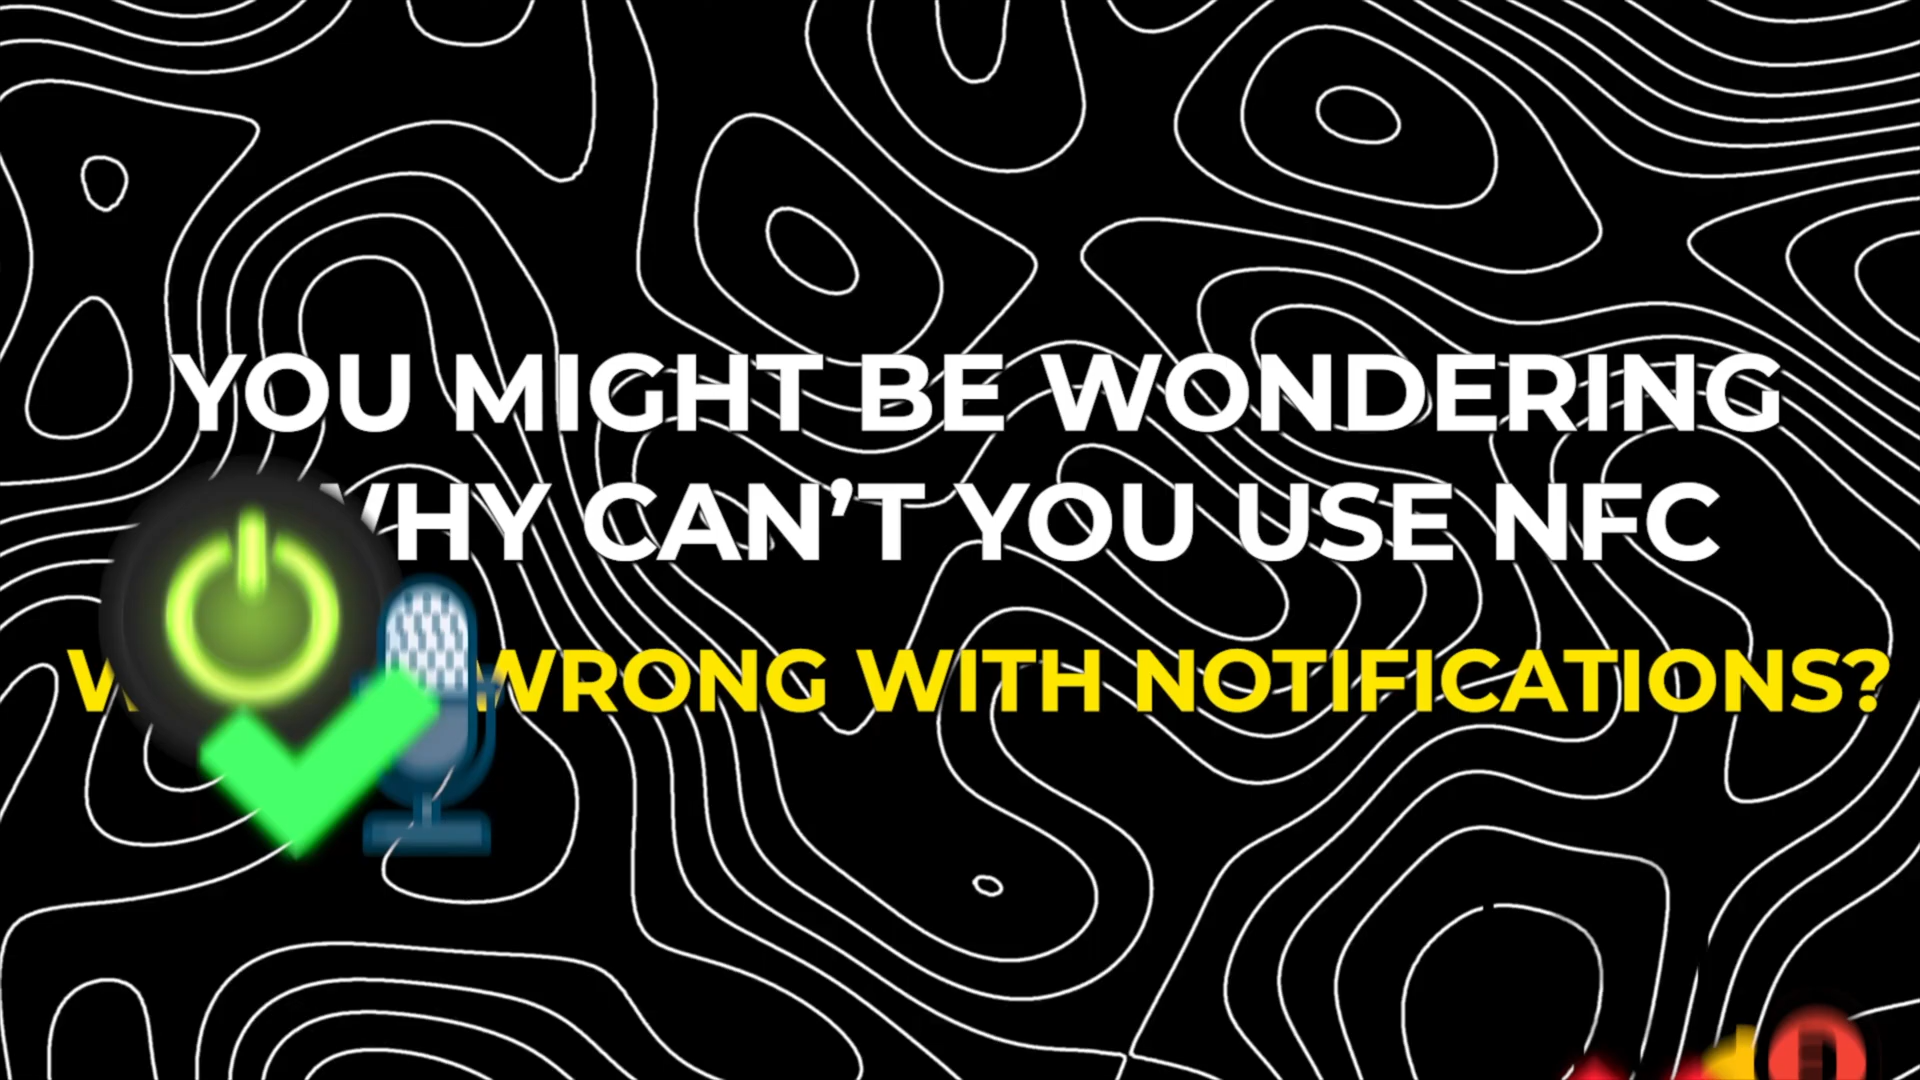 YOU MIGHT BE WONDERING
WHY CAN’T YOU USE NFC
WRONG WITH NOTIFICATIONS?